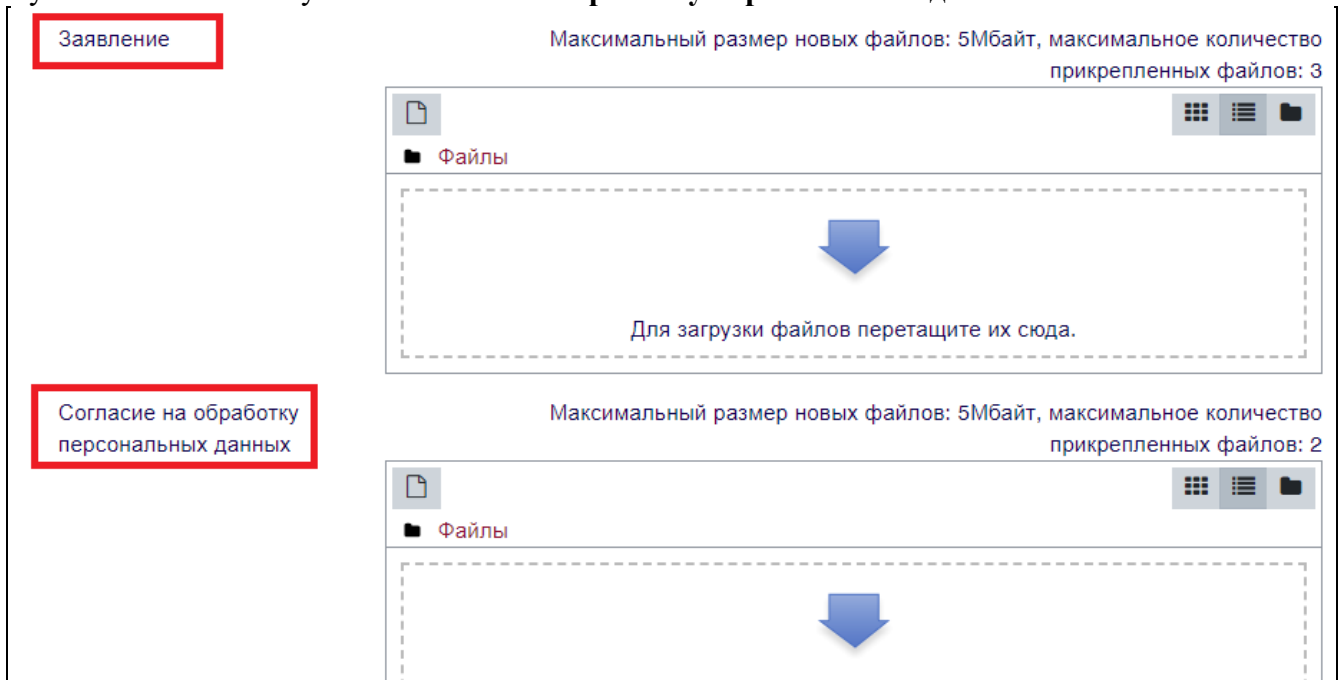 Заявление
Максимальный размер новых файлов: 5Мбайт, максимальное количество
прикрепленных файлов: 3
Файлы
Для загрузки файлов перетащите их сюда.
Согласие на обработку
персональных данных
Максимальный размер новых файлов: 5Мбайт, максимальное количество
прикрепленных файлов: 2
Файлы